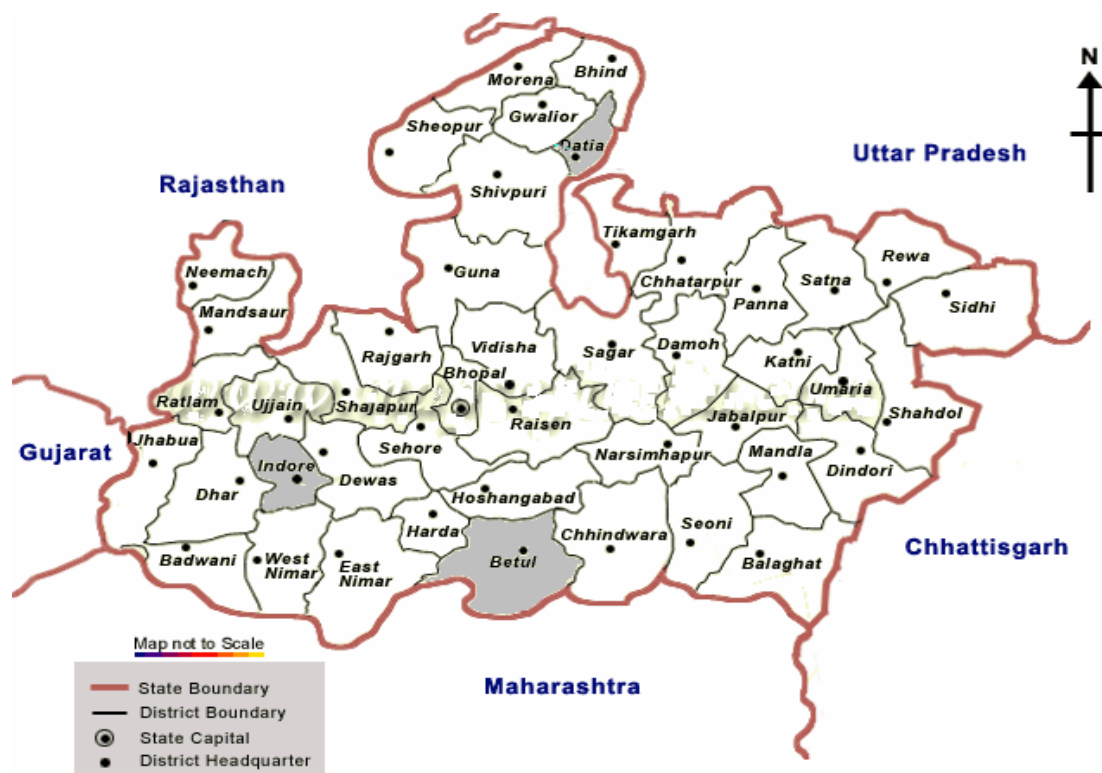 N
Morena
Bhind
Gwalior
Sheopur
Datia
Uttar Pradesh
Rajasthan
Shivpuri
Tikamgarh
Neemach
Guna
Rewa
Chhatarpur
Satna
Panna
Sidhi
Mandsaur
Rajgarh
Vidisha
Sagar
Damoh
Katni
Bhopal
Umaria
Ratlam
Ujjain
Shajapur
Raisen
Jabalpur
Shahdol
Jhabua
Gujarat
Sehore
Narsimhapur
Mandla
Indore
Dindori
Dewas
Dhar
Hoshangabad
Harda
Chhindwara
Seoni
Chhattisgarh
Badwani
West
Nimar
East
Nimar
Betul
Balaghat
Map not to Scale
Maharashtra
State Boundary
District Boundary
State Capital
District Headquarter